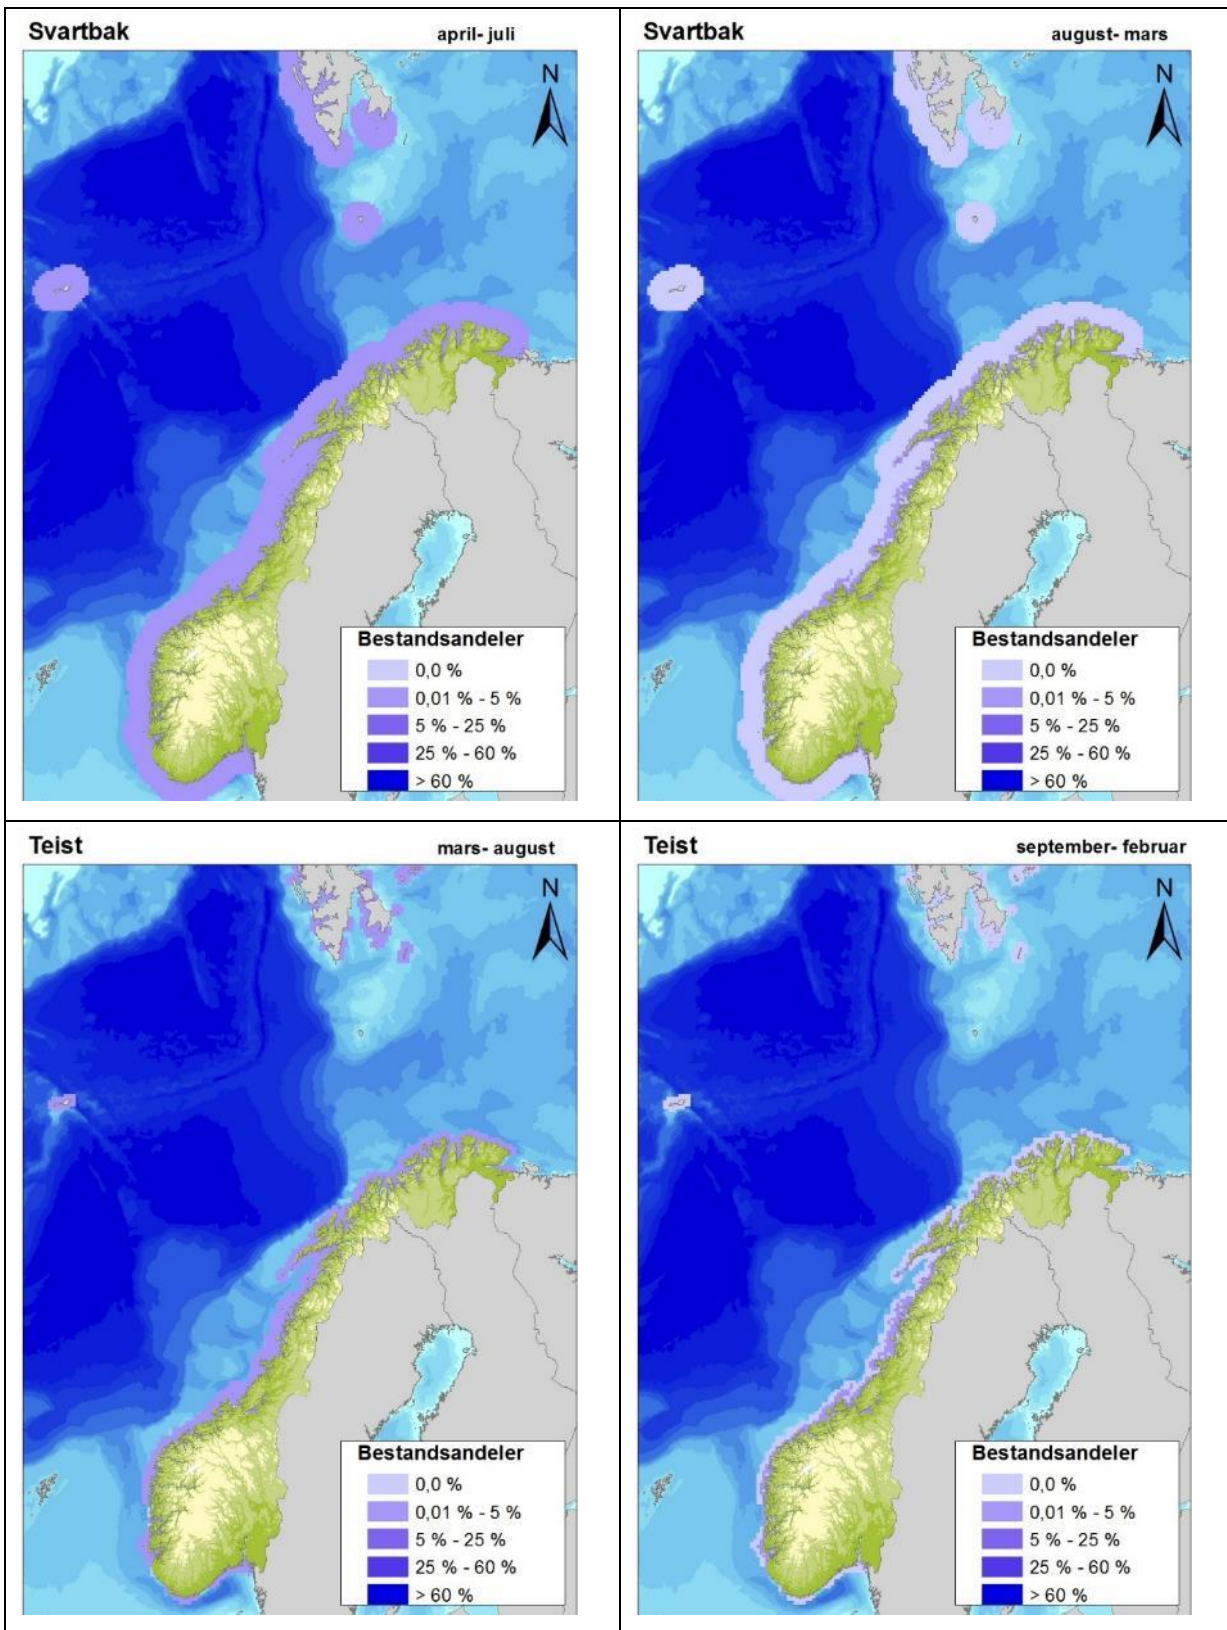 Svartbak april- juli
N
Bestandsandeler
0,0 %
0,01 % - 5 %
5 % - 25 %
25 % - 60 %
> 60 %
Svartbak august- mars
N
Bestandsandeler
0,0 %
0,01 % - 5 %
5 % - 25 %
25 % - 60 %
> 60 %
Teist mars- august
N
Bestandsandeler
0,0 %
0,01 % - 5 %
5 % - 25 %
25 % - 60 %
> 60 %
Teist september- februar
N
Bestandsandeler
0,0 %
0,01 % - 5 %
5 % - 25 %
25 % - 60 %
> 60 %